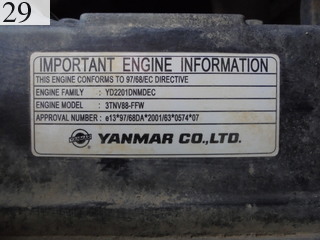 29
IMPORTANT ENGINE INFORMATION
THIS ENGINE CONFORMS TO 97/68/EC DIRECTIVE
ENGINE FAMILY : YD2201DNMDEC
ENGINE MODEL : 3TNV88-FFW
APPROVAL NUMBER : e13*97/68DA*2001/63*0574*07
YANMAR CO.,LTD.